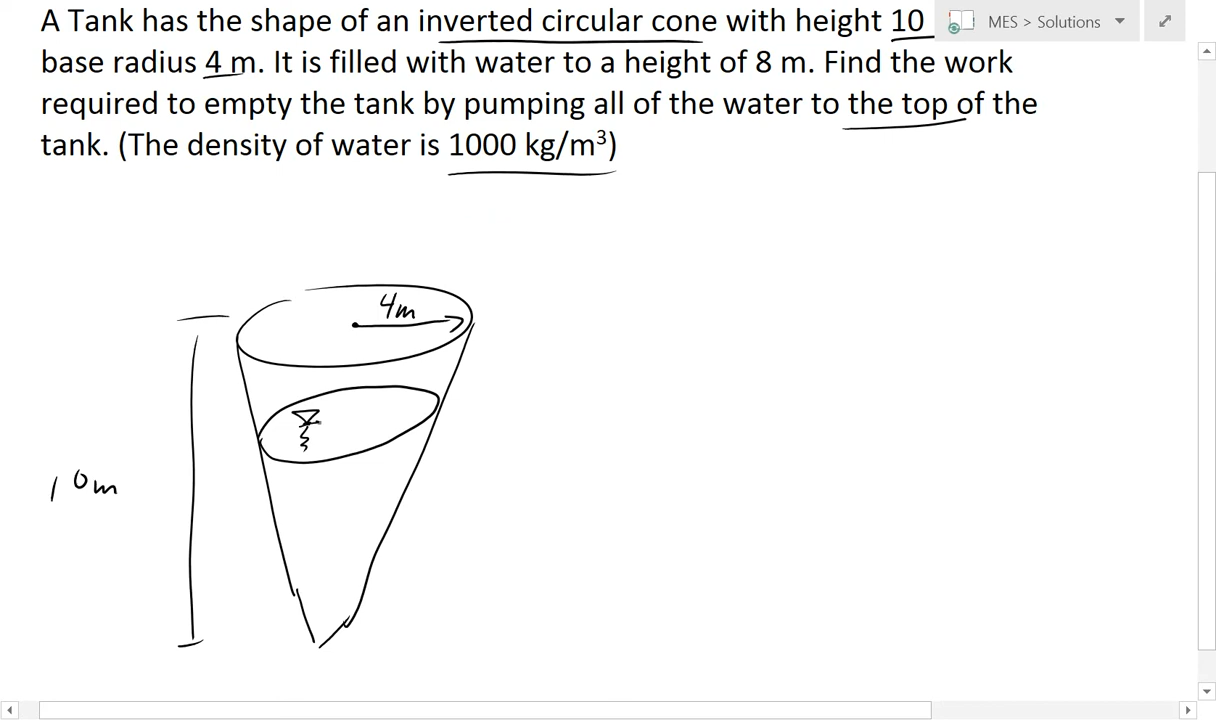 A Tank has the shape of an inverted circular cone with height 10
base radius 4 m. It is filled with water to a height of 8 m. Find the work
required to empty the tank by pumping all of the water to the top of the
tank. (The density of water is 1000 kg/m³)
MES > Solutions
4m
10m